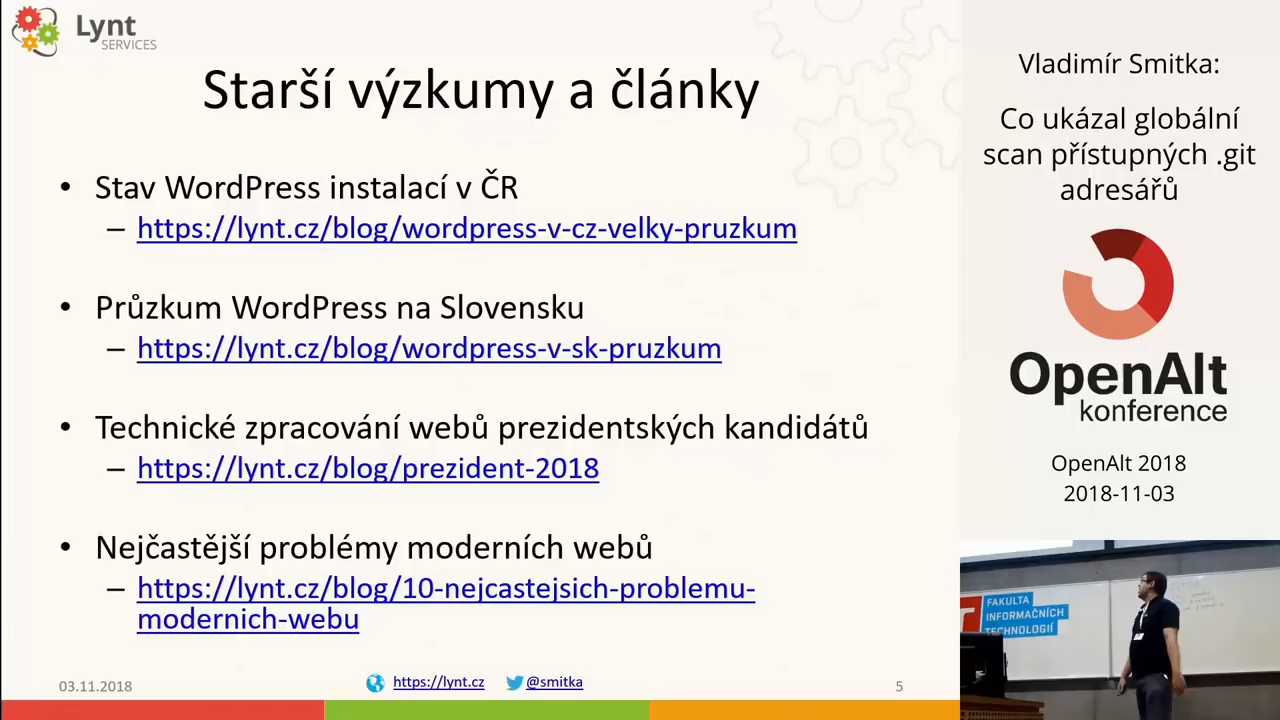 Lynt
SERVICES
Starší výzkumy a články
• Stav WordPress instalací v ČR
– https://lynt.cz/blog/wordpress-v-cz-velky-pruzkum
• Průzkum WordPress na Slovensku
– https://lynt.cz/blog/wordpress-v-sk-pruzkum
• Technické zpracování webů prezidentských kandidátů
– https://lynt.cz/blog/prezident-2018
• Nejčastější problémy moderních webů
– https://lynt.cz/blog/10-nejcastejsich-problemu-
modernich-webu
03.11.2018
https://lynt.cz
@smitka
5
Vladimír Smitka:
Co ukázal globální
scan přístupných .git
adresářů
OpenAlt
konference
OpenAlt 2018
2018-11-03
FAKULTA
INFORMAČNÍCH
TECHNOLOGIÍ